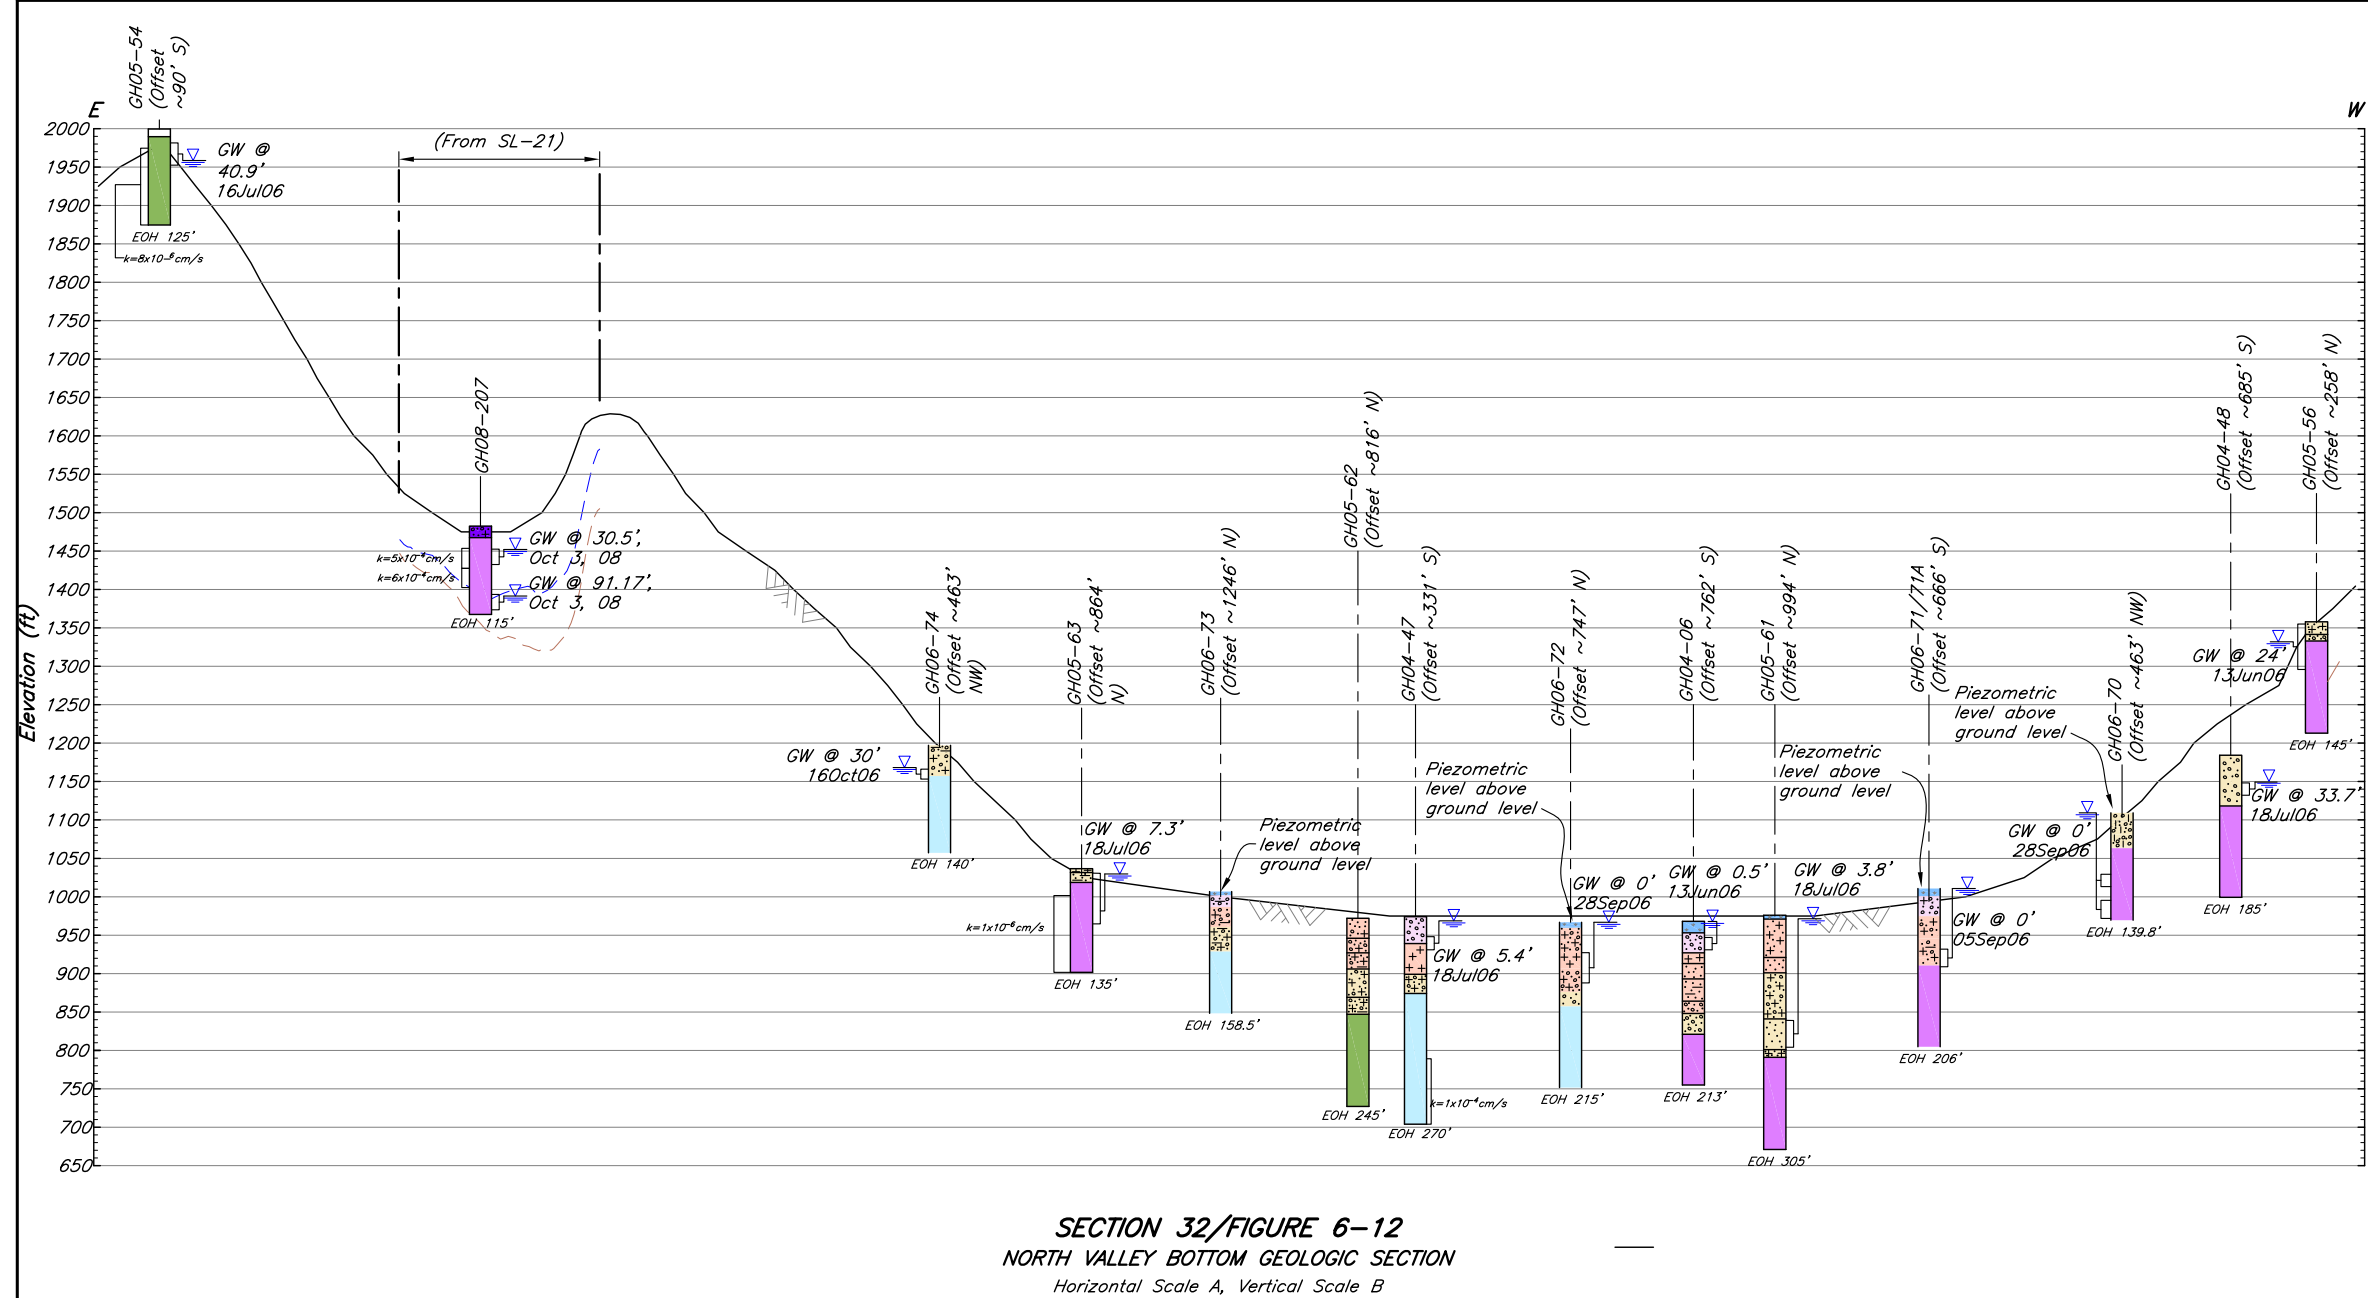 GH05-54
(Offset
~90' S)
E
W
2000
1950
1900
1850
1800
1750
1700
1650
1600
1550
1500
1450
1400
1350
1300
1250
1200
1150
1100
1050
1000
950
900
850
800
750
700
650
Elevation (ft)
GW @
40.9'
16Jul06
EOH 125'
k=8x10-6cm/s
(From SL-21)
GH08-207
GW @ 30.5',
Oct 3, 08
GW @ 91.17',
Oct 3, 08
k=5x10-4cm/s
k=6x10-4cm/s
EOH 115'
GH06-74
(Offset ~463'
NW)
GW @ 30'
16Oct06
EOH 140'
GH05-63
(Offset ~864'
N)
GW @ 7.3'
18Jul06
k=1x10-6cm/s
EOH 135'
GH06-73
(Offset ~1246' N)
Piezometric
level above
ground level
EOH 158.5'
GH05-62
(Offset ~816' N)
EOH 245'
GH04-47
(Offset ~331' S)
GW @ 5.4'
18Jul06
k=1x10-4cm/s
EOH 270'
GH06-72
(Offset ~747' N)
Piezometric
level above
ground level
GW @ 0'
28Sep06
EOH 215'
GH04-06
(Offset ~762' S)
GW @ 0.5'
13Jun06
EOH 213'
GH05-61
(Offset ~994' N)
GW @ 3.8'
18Jul06
EOH 305'
GH06-71/71A
(Offset ~666' S)
Piezometric
level above
ground level
GW @ 0'
05Sep06
EOH 206'
GH06-70
(Offset ~463' NW)
Piezometric
level above
ground level
GW @ 0'
28Sep06
EOH 139.8'
GH04-48
(Offset ~685' S)
GW @ 33.7'
18Jul06
EOH 185'
GH05-56
(Offset ~258' N)
GW @ 24'
13Jun06
EOH 145'
SECTION 32/FIGURE 6-12
NORTH VALLEY BOTTOM GEOLOGIC SECTION
Horizontal Scale A, Vertical Scale B